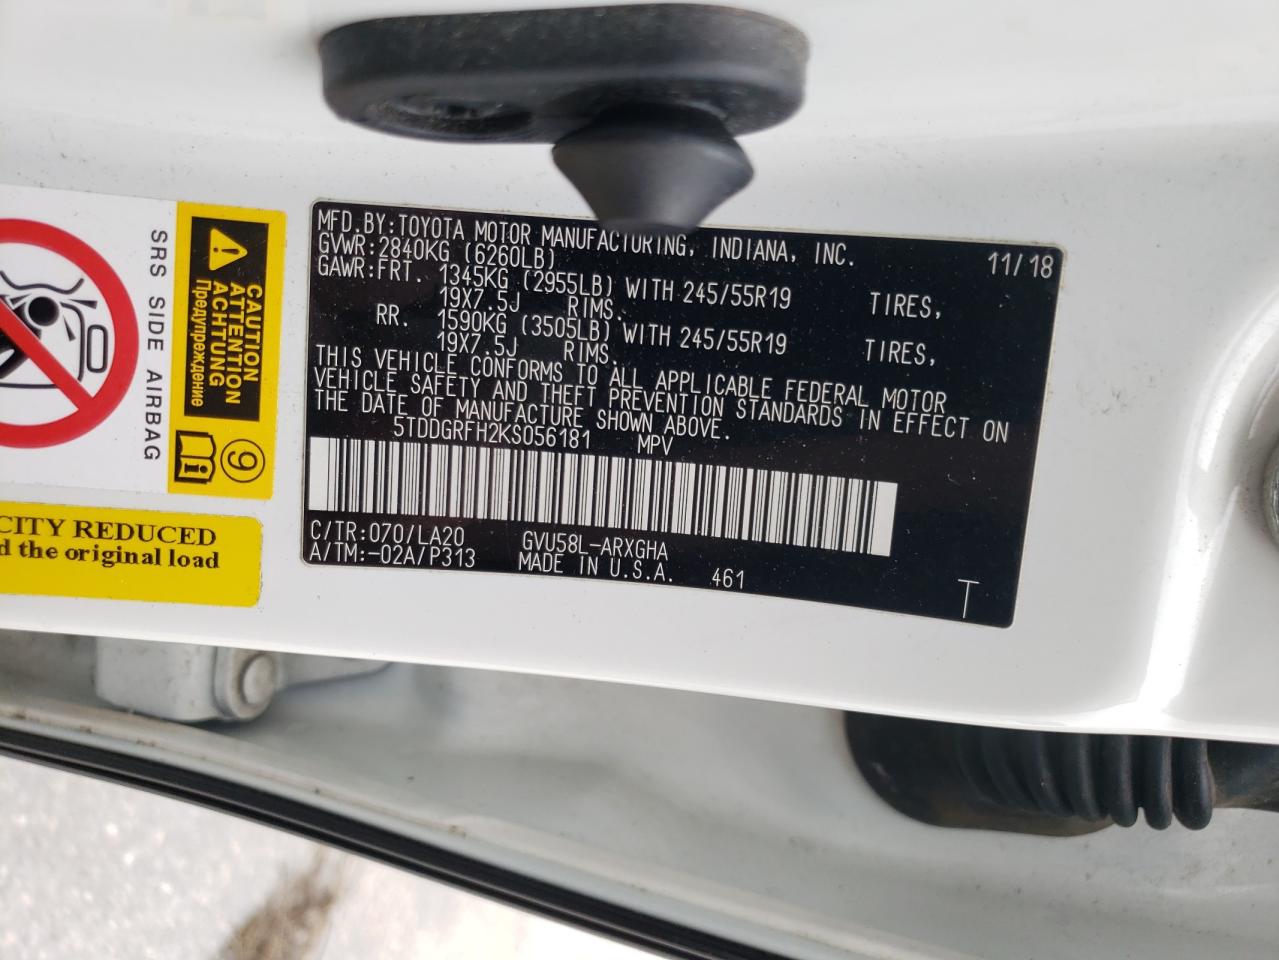 MFD.BY:TOYOTA MOTOR MANUFACTURING, INDIANA, INC.
GVWR:2840KG (6260LB) 11/18
GAWR:FRT. 1345KG (2955LB) WITH 245/55R19 TIRES,
19X7.5J RIMS.
RR. 1590KG (3505LB) WITH 245/55R19 TIRES,
19X7.5J RIMS.
THIS VEHICLE CONFORMS TO ALL APPLICABLE FEDERAL MOTOR
VEHICLE SAFETY AND THEFT PREVENTION STANDARDS IN EFFECT ON
THE DATE OF MANUFACTURE SHOWN ABOVE.
5TDDGRFH2KS056181 MPV
C/TR:070/LA20 GVU58L-ARXGHA
A/TM:-02A/P313 MADE IN U.S.A. 461
T
SRS SIDE AIRBAG
CAUTION
ATTENTION
ACHTUNG
Предупреждение
9
CITY REDUCED
the original load